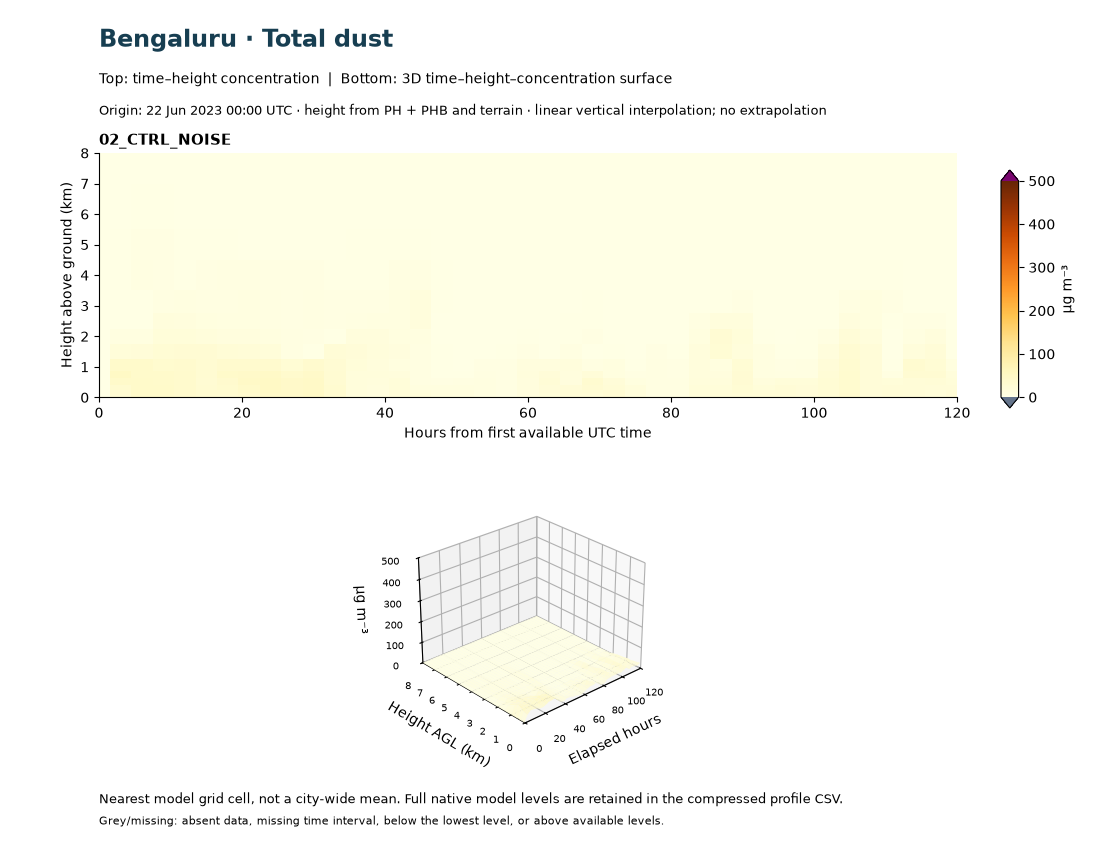 Bengaluru · Total dust
Top: time–height concentration | Bottom: 3D time–height–concentration surface
Origin: 22 Jun 2023 00:00 UTC · height from PH + PHB and terrain · linear vertical interpolation; no extrapolation
02_CTRL_NOISE
8
7
6
5
4
3
2
1
0
Height above ground (km)
0 20 40 60 80 100 120
Hours from first available UTC time
500
400
300
200
100
0
µg m⁻³
500
400
300
200
100
0
µg m⁻³
8 7 6 5 4 3 2 1 0
Height AGL (km)
0 20 40 60 80 100 120
Elapsed hours
Nearest model grid cell, not a city-wide mean. Full native model levels are retained in the compressed profile CSV.
Grey/missing: absent data, missing time interval, below the lowest level, or above available levels.